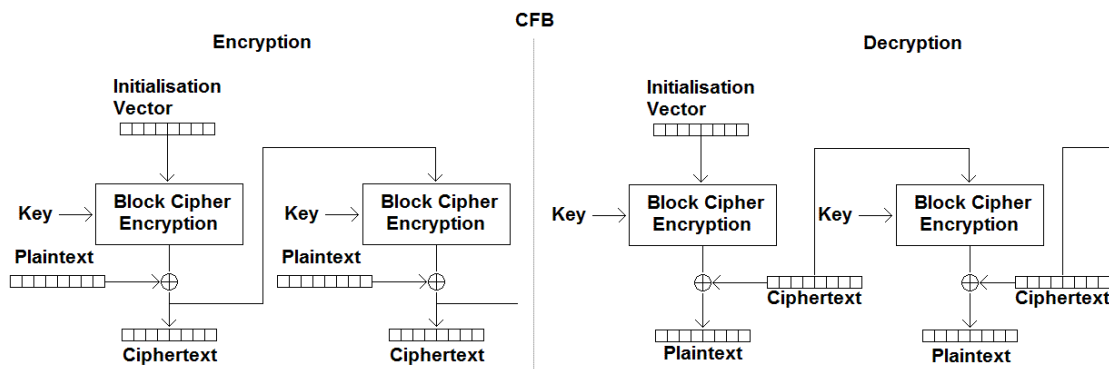 CFB
Encryption
Initialisation
Vector
Key
Block Cipher
Encryption
Key
Block Cipher
Encryption
Plaintext
Plaintext
Ciphertext
Ciphertext
Decryption
Initialisation
Vector
Key
Block Cipher
Encryption
Key
Block Cipher
Encryption
Ciphertext
Ciphertext
Plaintext
Plaintext